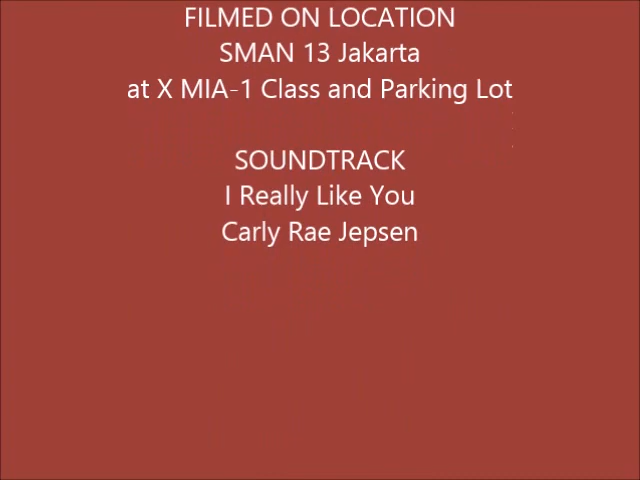 FILMED ON LOCATION
SMAN 13 Jakarta
at X MIA-1 Class and Parking Lot
SOUNDTRACK
I Really Like You
Carly Rae Jepsen